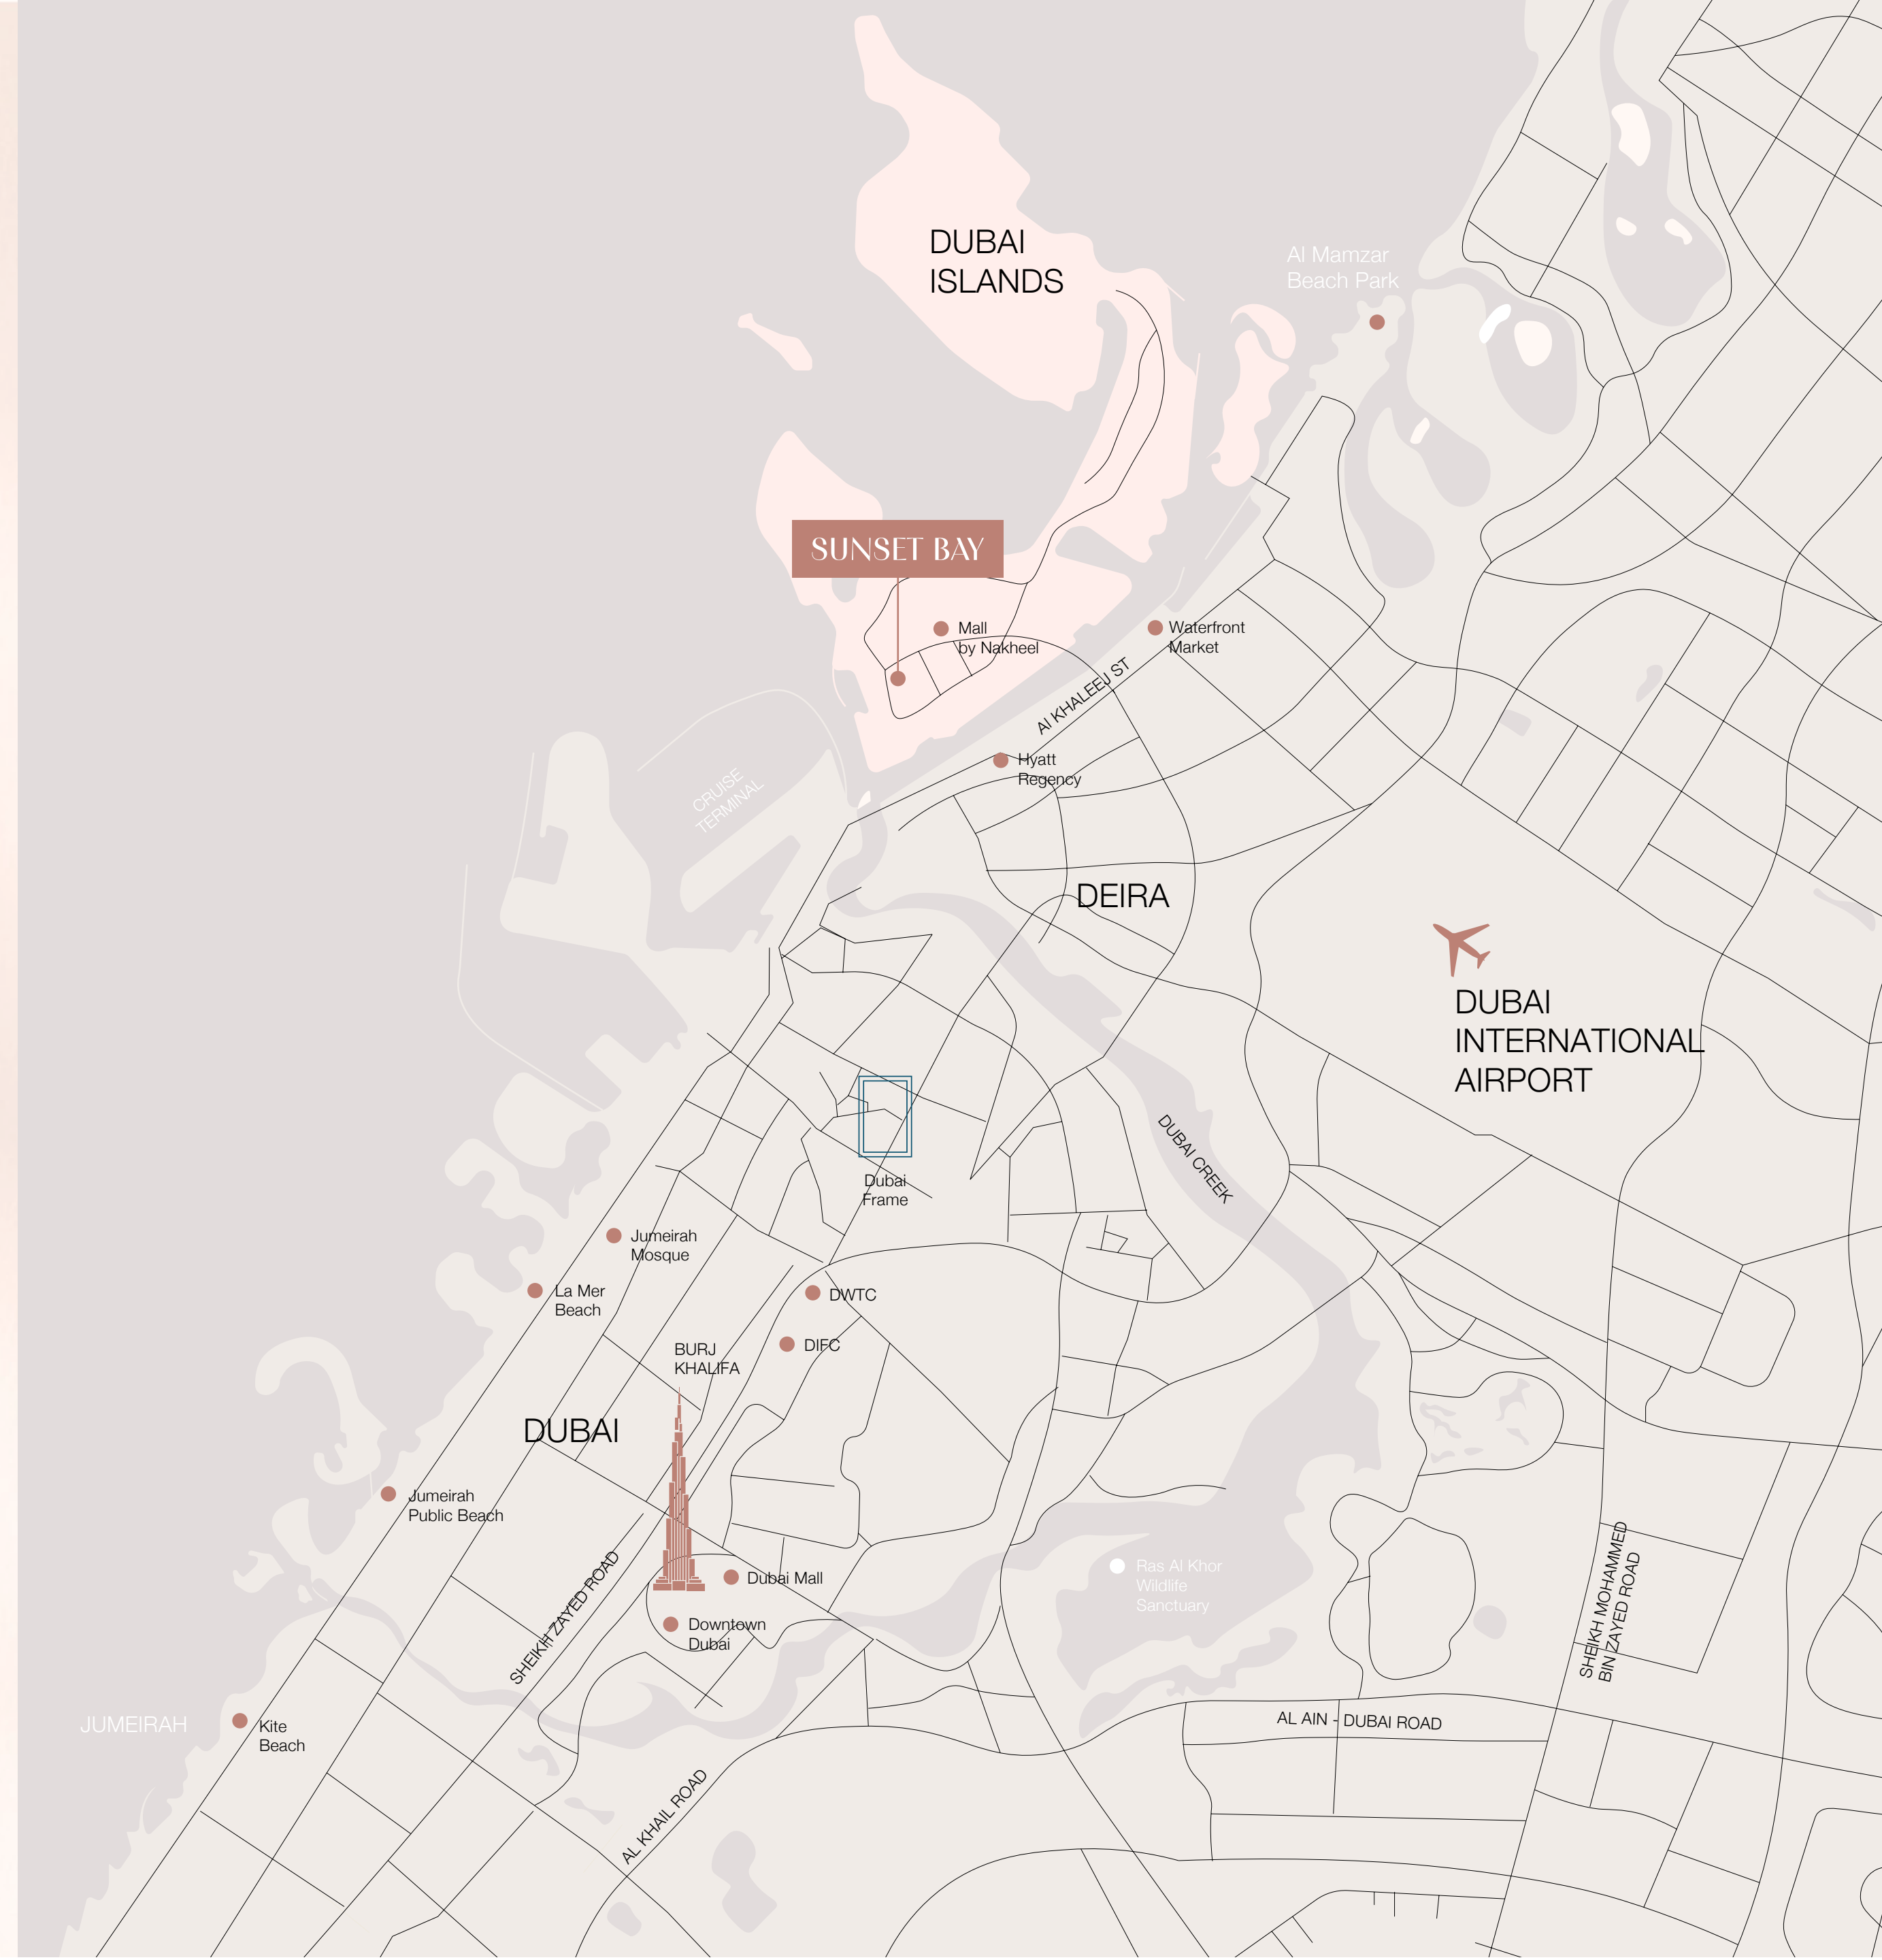 DUBAI
ISLANDS
Al Mamzar
Beach Park
SUNSET BAY
Mall
by Nakheel
Waterfront
Market
Al KHALEEJ ST
Hyatt
Regency
CRUISE
TERMINAL
DEIRA
DUBAI
INTERNATIONAL
AIRPORT
DUBAI CREEK
Dubai
Frame
Jumeirah
Mosque
La Mer
Beach
DWTC
DIFC
BURJ
KHALIFA
DUBAI
Jumeirah
Public Beach
SHEIKH ZAYED ROAD
Dubai Mall
Downtown
Dubai
Ras Al Khor
Wildlife
Sanctuary
SHEIKH MOHAMMED
BIN ZAYED ROAD
JUMEIRAH
Kite
Beach
AL AIN - DUBAI ROAD
AL KHAIL ROAD